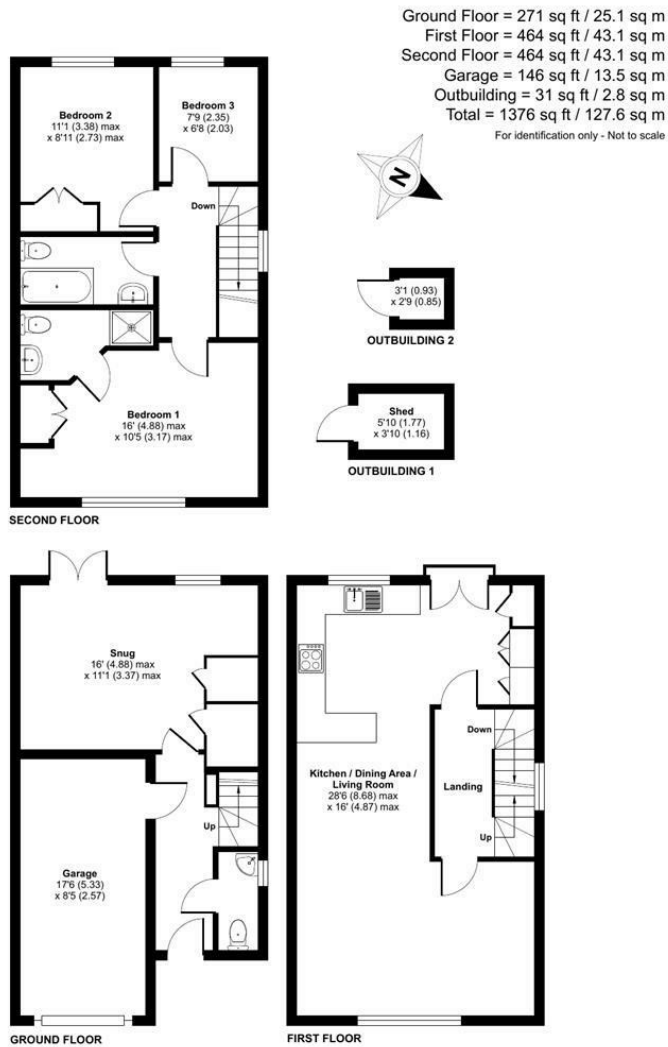 Ground Floor = 271 sq ft / 25.1 sq m
First Floor = 464 sq ft / 43.1 sq m
Second Floor = 464 sq ft / 43.1 sq m
Garage = 146 sq ft / 13.5 sq m
Outbuilding = 31 sq ft / 2.8 sq m
Total = 1376 sq ft / 127.6 sq m
For identification only - Not to scale
N
Bedroom 2
11'1 (3.38) max
x 8'11 (2.73) max
Bedroom 3
7'9 (2.35)
x 6'8 (2.03)
Down
Bedroom 1
16' (4.88) max
x 10'5 (3.17) max
SECOND FLOOR
3'1 (0.93)
x 2'9 (0.85)
OUTBUILDING 2
Shed
5'10 (1.77)
x 3'10 (1.16)
OUTBUILDING 1
Snug
16' (4.88) max
x 11'1 (3.37) max
Up
Garage
17'6 (5.33)
x 8'5 (2.57)
GROUND FLOOR
Down
Kitchen / Dining Area /
Living Room
28'6 (8.68) max
x 16' (4.87) max
Landing
Up
FIRST FLOOR